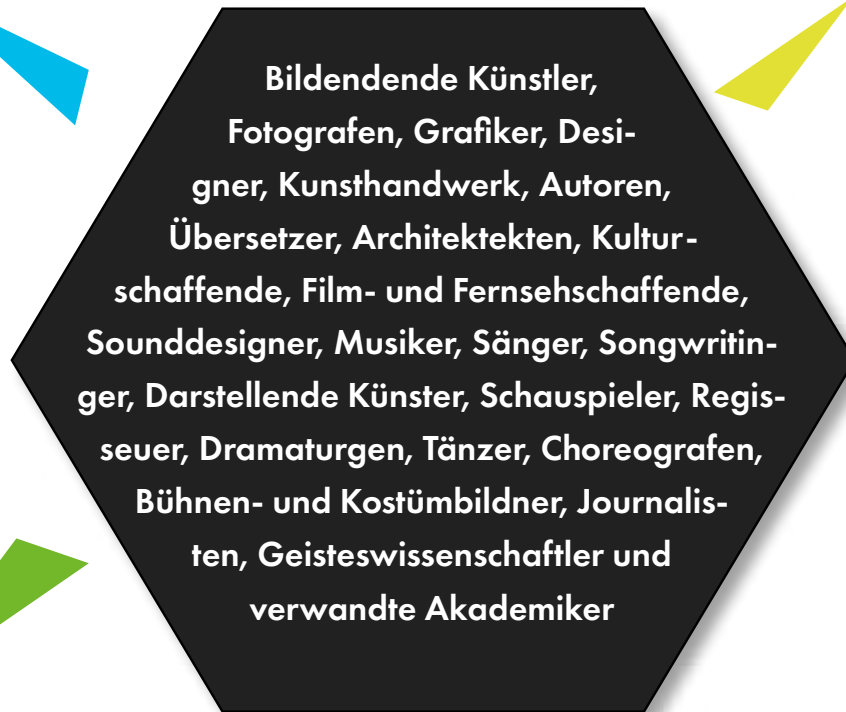 Bildendende Künstler,
Fotografen, Grafiker, Desi-
gner, Kunsthandwerk, Autoren,
Übersetzer, Architektekten, Kultur-
schaffende, Film- und Fernsehschaffende,
Sounddesigner, Musiker, Sänger, Songwritin-
ger, Darstellende Künster, Schauspieler, Regis-
seuer, Dramaturgen, Tänzer, Choreografen,
Bühnen- und Kostümbildner, Journalis-
ten, Geisteswissenschaftler und
verwandte Akademiker